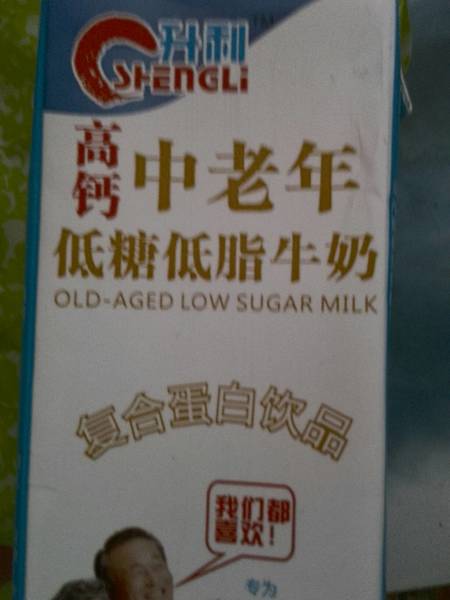 升利
TM
SHENGLi
高钙
中老年
低糖低脂牛奶
OLD-AGED LOW SUGAR MILK
复合蛋白饮品
我们都
喜欢!
专为